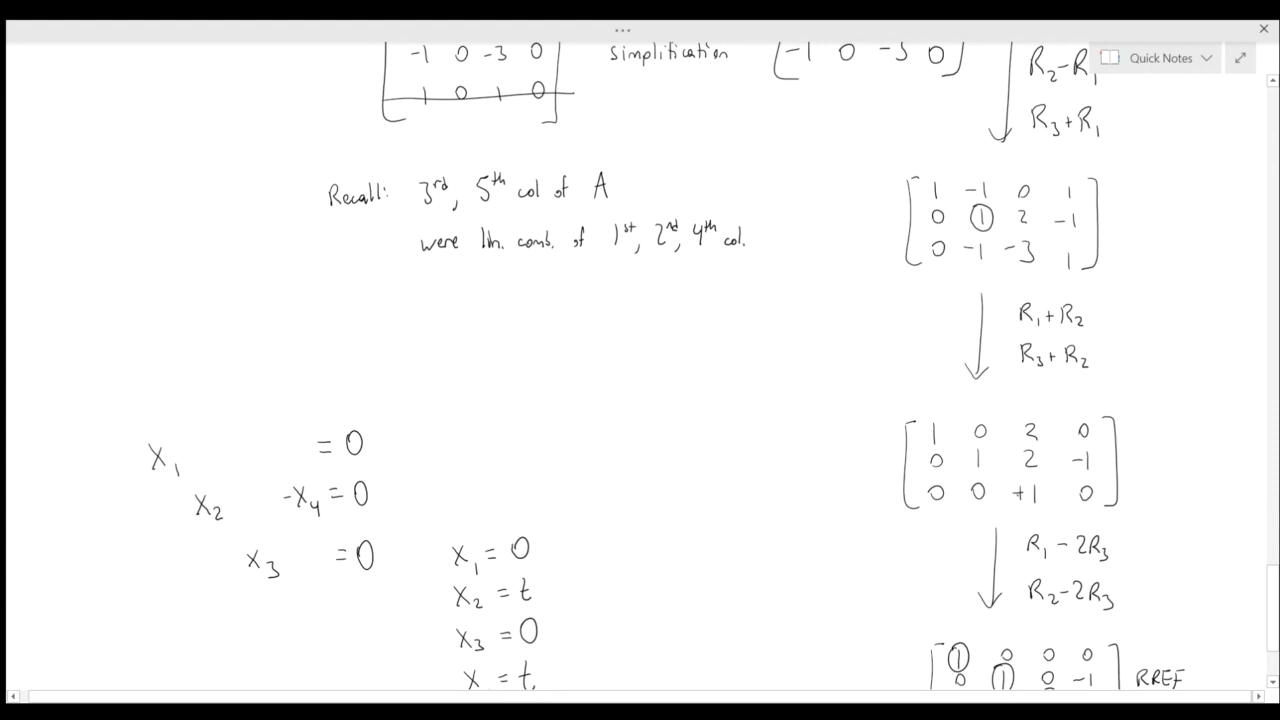 ...
Quick Notes
-1 0 -3 0
1 0 1 0
simplification
-1 0 -3 0
R₂-R₁
R₃+R₁
Recall: 3rd, 5th col of A
were lin. comb. of 1st, 2nd, 4th col.
1 -1 0 1
0 1 2 -1
0 -1 -3 1
R₁+R₂
R₃+R₂
1 0 2 0
0 1 2 -1
0 0 +1 0
R₁-2R₃
R₂-2R₃
1 0 0 0
0 1 0 -1
RREF
x₁ = 0
x₂ -x₄ = 0
x₃ = 0
x₁ = 0
x₂ = t
x₃ = 0
x = t